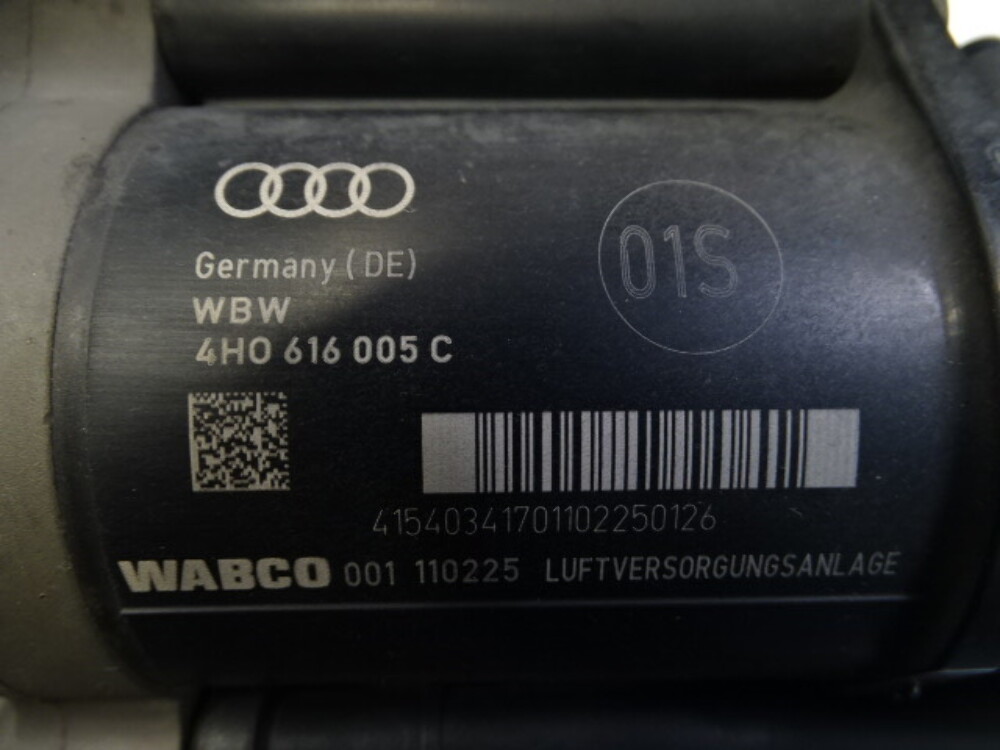 Germany (DE)
01S
WBW
4H0 616 005 C
41540341701102250126
WABCO 001 110225 LUFTVERSORGUNGSANLAGE